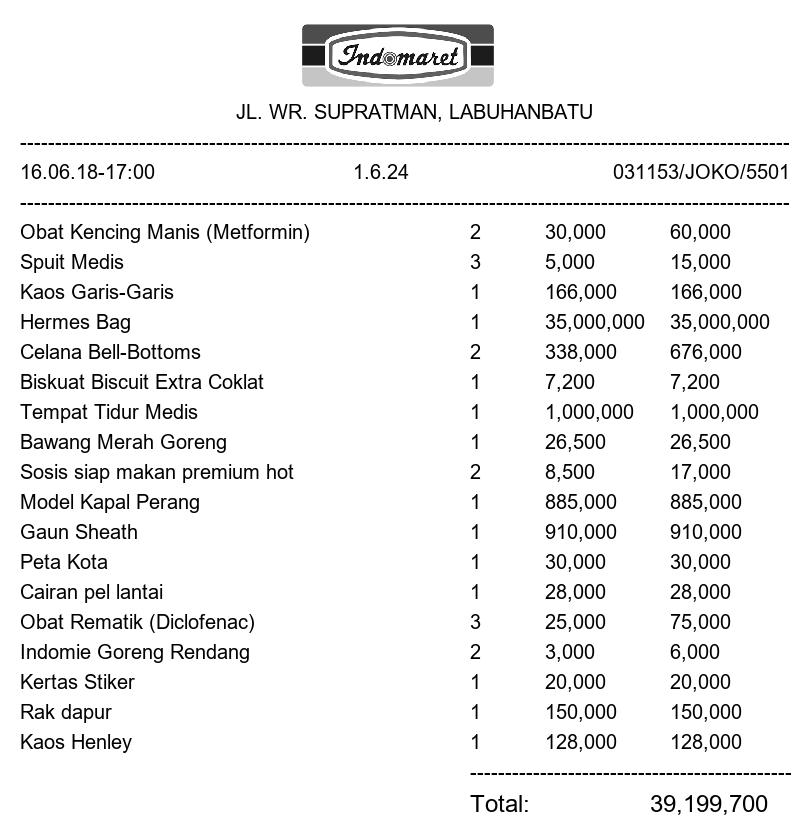 Indomaret
JL. WR. SUPRATMAN, LABUHANBATU
16.06.18-17:00 1.6.24 031153/JOKO/5501
Obat Kencing Manis (Metformin) 2 30,000 60,000
Spuit Medis 3 5,000 15,000
Kaos Garis-Garis 1 166,000 166,000
Hermes Bag 1 35,000,000 35,000,000
Celana Bell-Bottoms 2 338,000 676,000
Biskuat Biscuit Extra Coklat 1 7,200 7,200
Tempat Tidur Medis 1 1,000,000 1,000,000
Bawang Merah Goreng 1 26,500 26,500
Sosis siap makan premium hot 2 8,500 17,000
Model Kapal Perang 1 885,000 885,000
Gaun Sheath 1 910,000 910,000
Peta Kota 1 30,000 30,000
Cairan pel lantai 1 28,000 28,000
Obat Rematik (Diclofenac) 3 25,000 75,000
Indomie Goreng Rendang 2 3,000 6,000
Kertas Stiker 1 20,000 20,000
Rak dapur 1 150,000 150,000
Kaos Henley 1 128,000 128,000
Total: 39,199,700